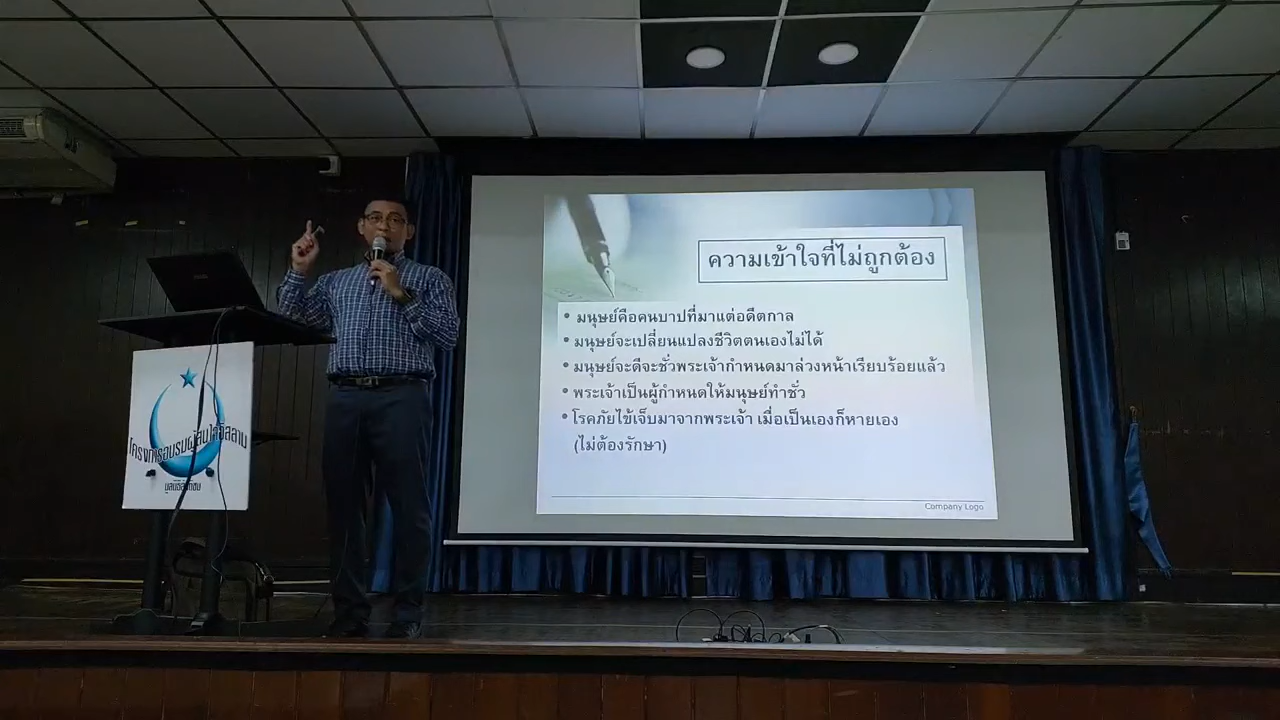 ความเข้าใจที่ไม่ถูกต้อง
• มนุษย์คือคนบาปที่มาแต่อดีตกาล
• มนุษย์จะเปลี่ยนแปลงชีวิตตนเองไม่ได้
• มนุษย์จะดีจะชั่วพระเจ้ากำหนดมาล่วงหน้าเรียบร้อยแล้ว
• พระเจ้าเป็นผู้กำหนดให้มนุษย์ทำชั่ว
• โรคภัยไข้เจ็บมาจากพระเจ้า เมื่อเป็นเองก็หายเอง
(ไม่ต้องรักษา)
Company Logo
โครงการอบรมผู้สนใจอิสลาม